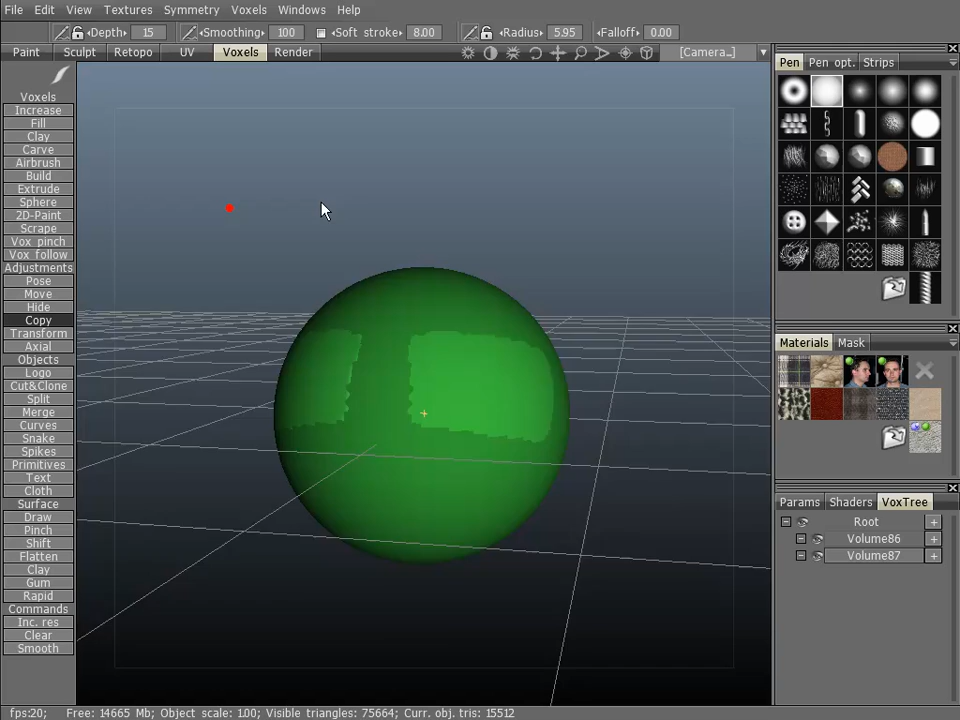 File Edit View Textures Symmetry Voxels Windows Help
Depth 15 Smoothing: 100 Soft stroke: 8.00 Radius: 5.95 Falloff: 0.00
Paint Sculpt Retopo UV Voxels Render [Camera…]
Pen Pen opt. Strips
Voxels
Increase
Fill
Clay
Carve
Airbrush
Build
Extrude
Sphere
2D-Paint
Scrape
Vox pinch
Vox follow
Adjustments
Pose
Move
Hide
Copy
Transform
Axial
Objects
Logo
Cut&Clone
Split
Merge
Curves
Snake
Spikes
Primitives
Text
Cloth
Surface
Draw
Pinch
Shift
Flatten
Clay
Gum
Rapid
Commands
Inc. res
Clear
Smooth
Materials Mask
Params Shaders VoxTree
Root +
Volume86 +
Volume87 +
fps:20; Free: 14665 Mb; Object scale: 1.00; Visible triangles: 75664; Curr. obj. tris: 15512